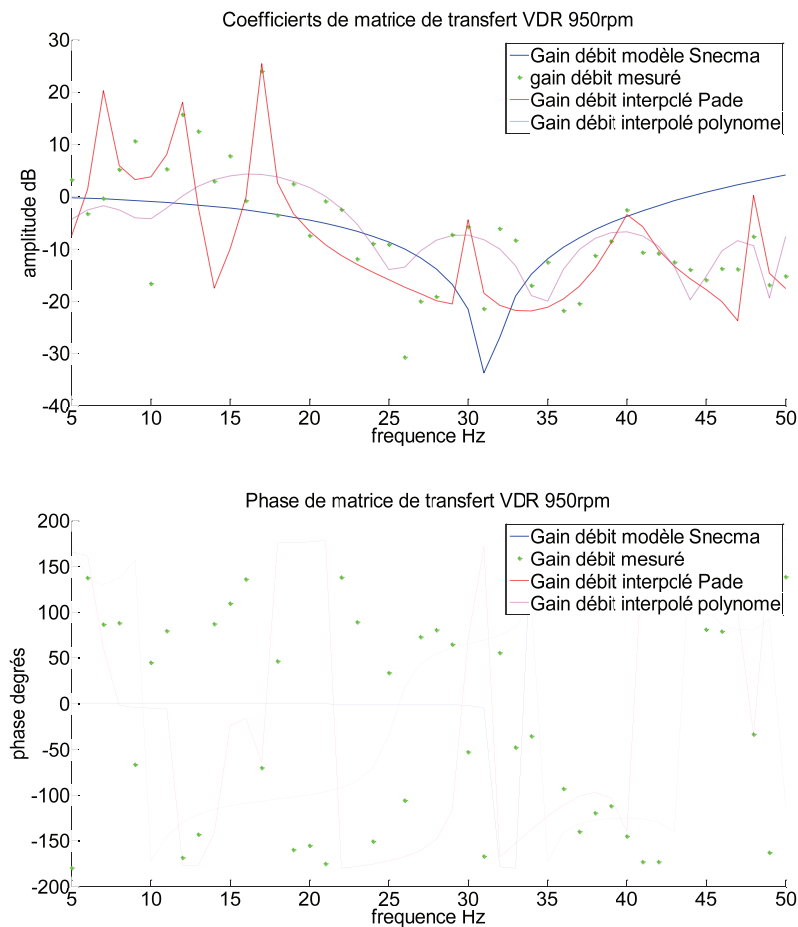 Coefficierts de matrice de transfert VDR 950rpm
30
20
10
0
-10
-20
-30
-40
amplitude dB
Gain débit modèle Snecma
gain débit mesuré
Gain débit interpclé Pade
Gain débit interpolé polynome
5 10 15 20 25 30 35 40 45 50
frequence Hz
Phase de matrice de transfert VDR 950rpm
200
150
100
50
0
-50
-100
-150
-200
phase degrés
Gain débit modèle Snecma
Gain débit mesuré
Gain débit interpclé Pade
Gain débit interpolé polynome
5 10 15 20 25 30 35 40 45 50
frequence Hz